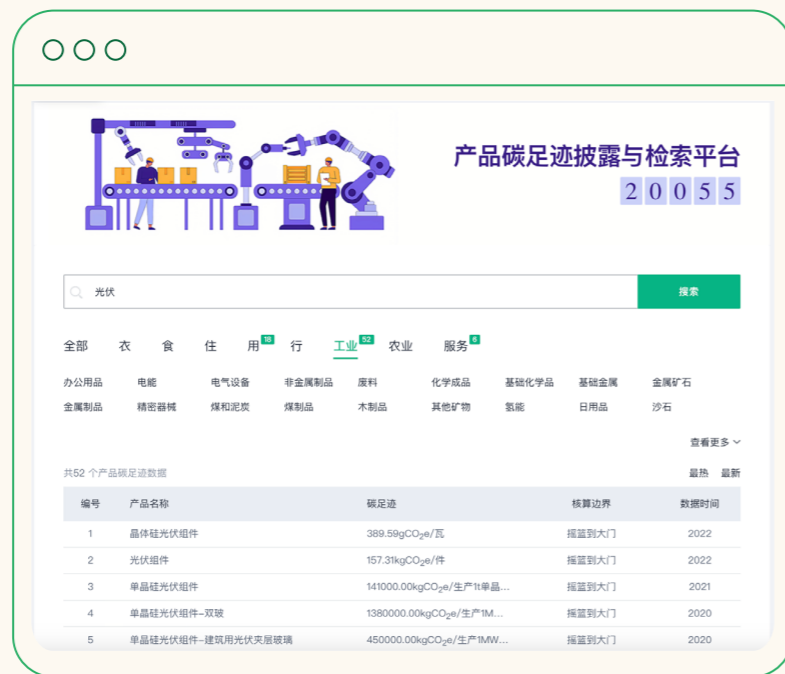 产品碳足迹披露与检索平台
20055
光伏 搜索
全部 衣 食 住 用 18 行 工业 52 农业 服务 6
办公用品 电能 电气设备 非金属制品 废料 化学成品 基础化学品 基础金属 金属矿石
金属制品 精密器械 煤和泥炭 煤制品 木制品 其他矿物 氢能 日用品 沙石
查看更多
共52 个产品碳足迹数据 最热 最新
编号 产品名称 碳足迹 核算边界 数据时间
1 晶体硅光伏组件 389.59gCO₂e/瓦 摇篮到大门 2022
2 光伏组件 157.31kgCO₂e/件 摇篮到大门 2022
3 单晶硅光伏组件 141000.00kgCO₂e/生产1t单晶... 摇篮到大门 2021
4 单晶硅光伏组件-双玻 1380000.00kgCO₂e/生产1M... 摇篮到大门 2020
5 单晶硅光伏组件-建筑用光伏夹层玻璃 450000.00kgCO₂e/生产1MW... 摇篮到大门 2020